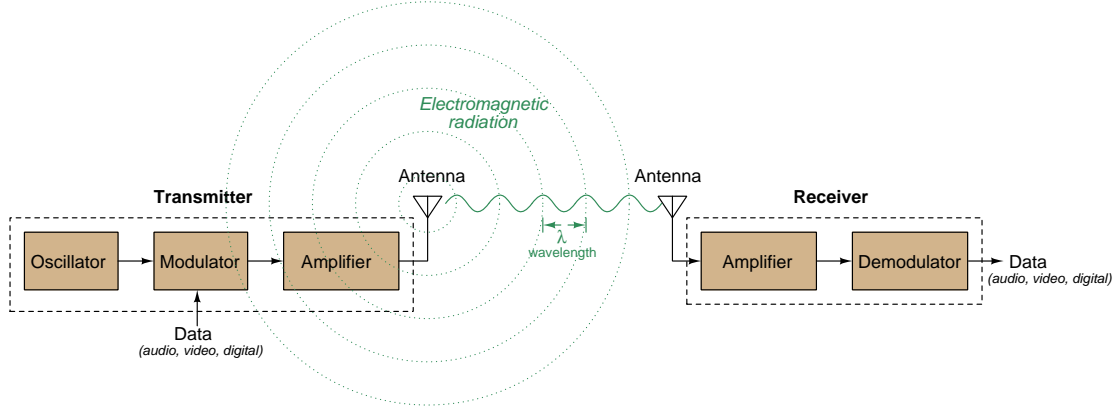 Electromagnetic
radiation
Antenna
Antenna
Transmitter
Receiver
Oscillator
Modulator
Amplifier
λ
wavelength
Amplifier
Demodulator
Data
(audio, video, digital)
Data
(audio, video, digital)